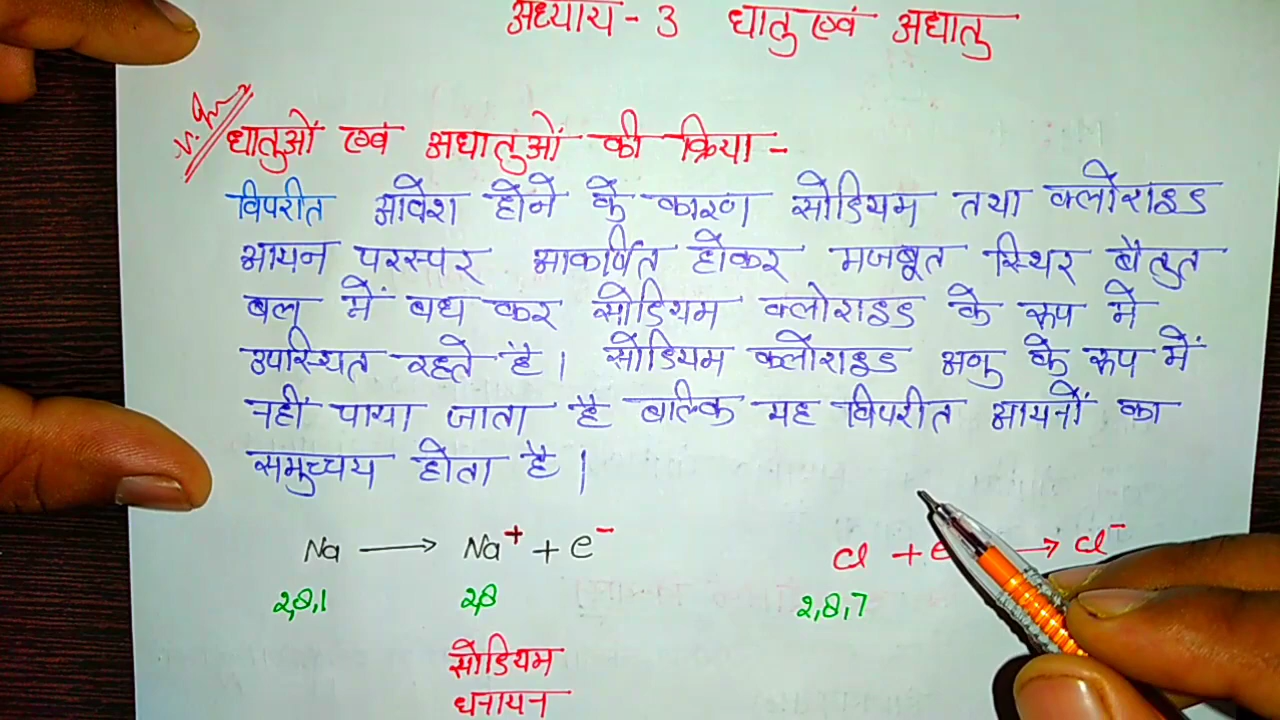 अध्याय - 3 धातु एवं अधातु
धातुओं एवं अधातुओं की क्रिया -
विपरीत आवेश होने के कारण सोडियम तथा क्लोराइड
आयन परस्पर आकर्षित होकर मजबूत स्थिर वैतुत
बल में बध कर सोडियम क्लोराइड के रूप मे
उपस्थित रहते है। सोडियम क्लोराइड अनु के रूप में
नहीं पाया जाता है बल्कि यह विपरीत आयनों का
समुच्चय होता है।
Na ⟶ Na⁺ + e⁻ Cl + e → Cl⁻
2,8,1 2,8 2,8,7
सोडियम
धनायन